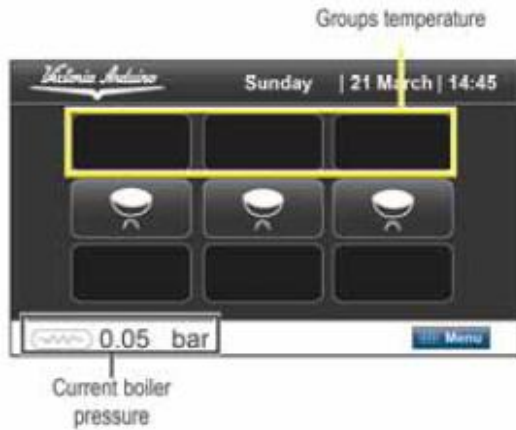 Groups temperature
Victoria Arduino Sunday | 21 March | 14:45
0.05 bar Menu
Current boiler
pressure